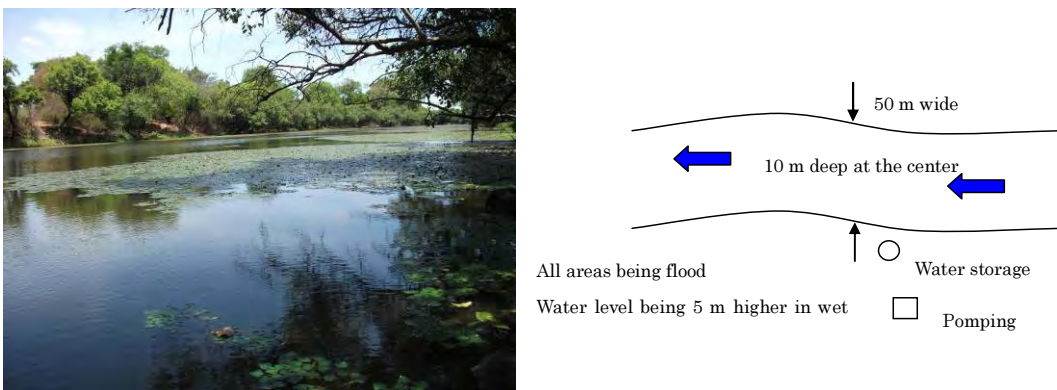 50 m wide
10 m deep at the center
All areas being flood
Water storage
Water level being 5 m higher in wet
Pomping